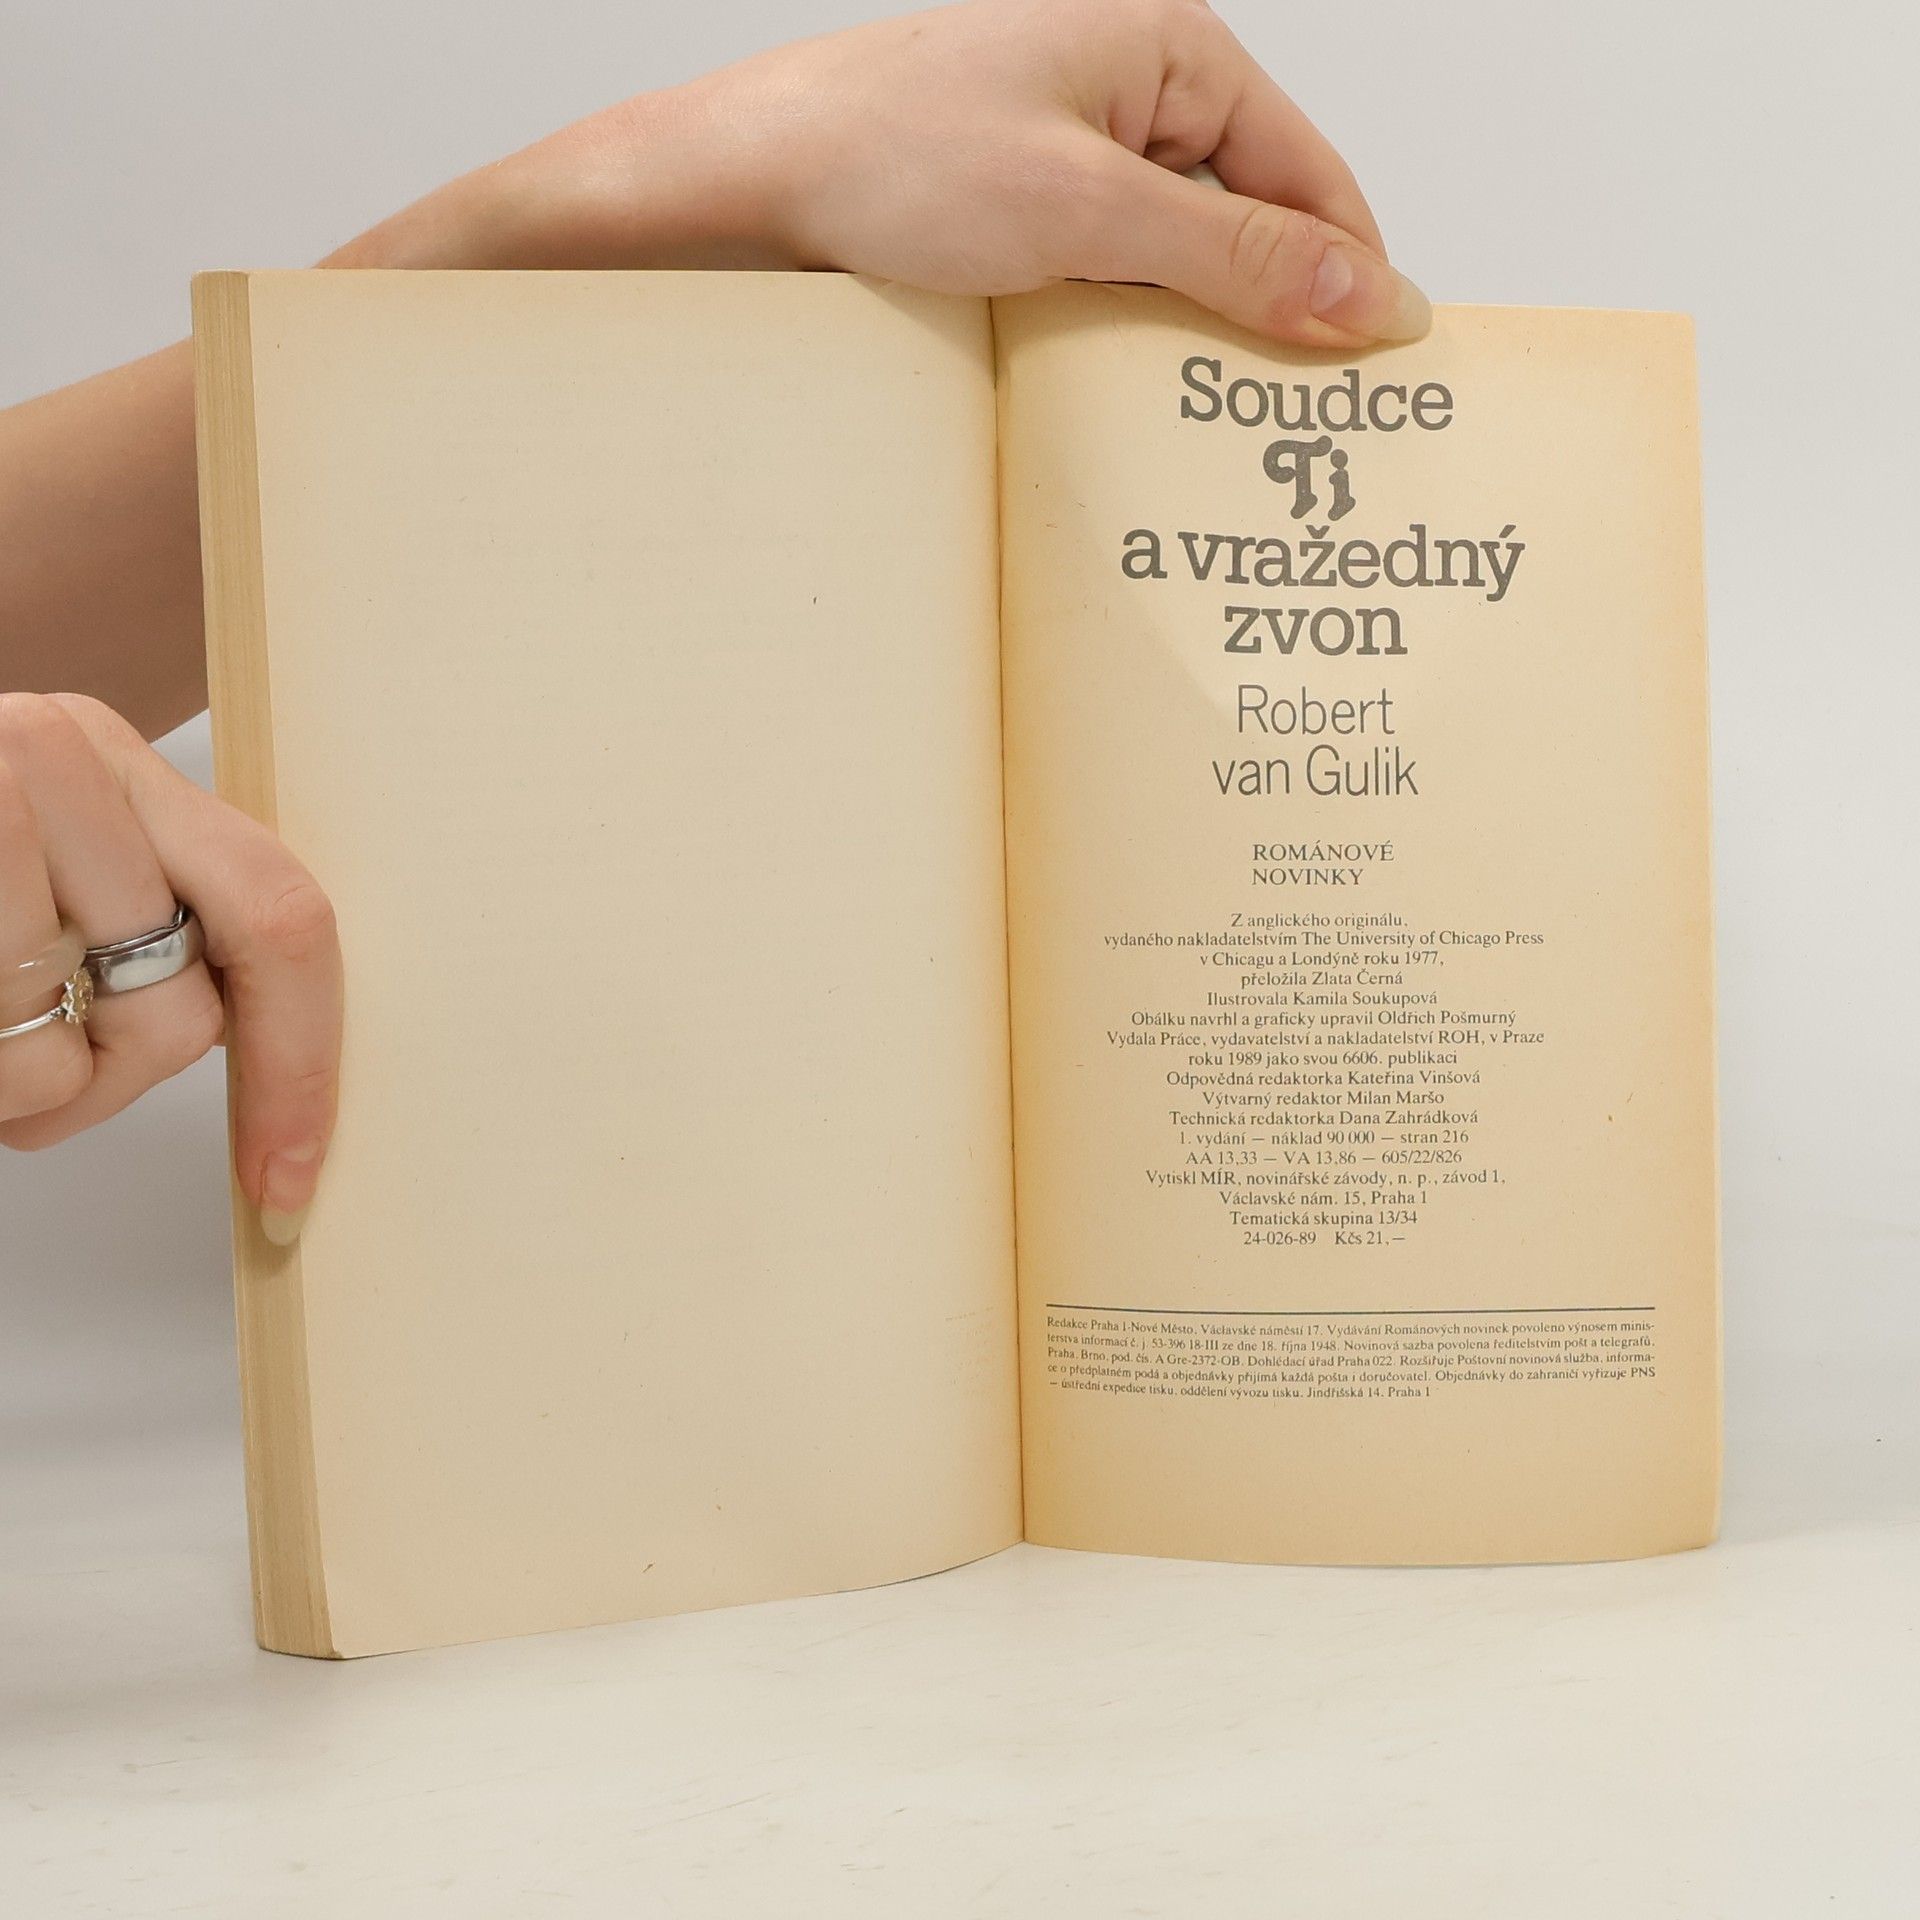 Soudce
Ti
a vražedný
zvon
Robert
van Gulik
ROMÁNOVÉ
NOVINKY
Z anglického originálu,
vydaného nakladatelstvím The University of Chicago Press
v Chicagu a Londýně roku 1977,
přeložila Zlata Černá
Ilustrovala Kamila Soukupová
Obálku navrhl a graficky upravil Oldřich Pošmurný
Vydala Práce, vydavatelství a nakladatelství ROH, v Praze
roku 1989 jako svou 6606. publikaci
Odpovědná redaktorka Kateřina Vinšová
Výtvarný redaktor Milan Maršo
Technická redaktorka Dana Zahrádková
1. vydání — náklad 90 000 — stran 216
AA 13,33 — VA 13,86 — 605/22/826
Vytiskl MÍR, novinářské závody, n. p., závod 1,
Václavské nám. 15, Praha 1
Tematická skupina 13/34
24-026-89 Kčs 21,—
Redakce Praha 1-Nové Město, Václavské náměstí 17. Vydávání Románových novinek povoleno výnosem minis-
terstva informací č. j. 53-396 18-III ze dne 18. října 1948. Novinová sazba povolena ředitelstvím pošt a telegrafů,
Praha, Brno, pod. čís. A Gre-2372-OB. Dohlédací úřad Praha 022. Rozšiřuje Poštovní novinová služba, informa-
ce o předplatném podá a objednávky přijímá každá pošta i doručovatel. Objednávky do zahraničí vyřizuje PNS
— ústřední expedice tisku, oddělení vývozu tisku, Jindřišská 14, Praha 1